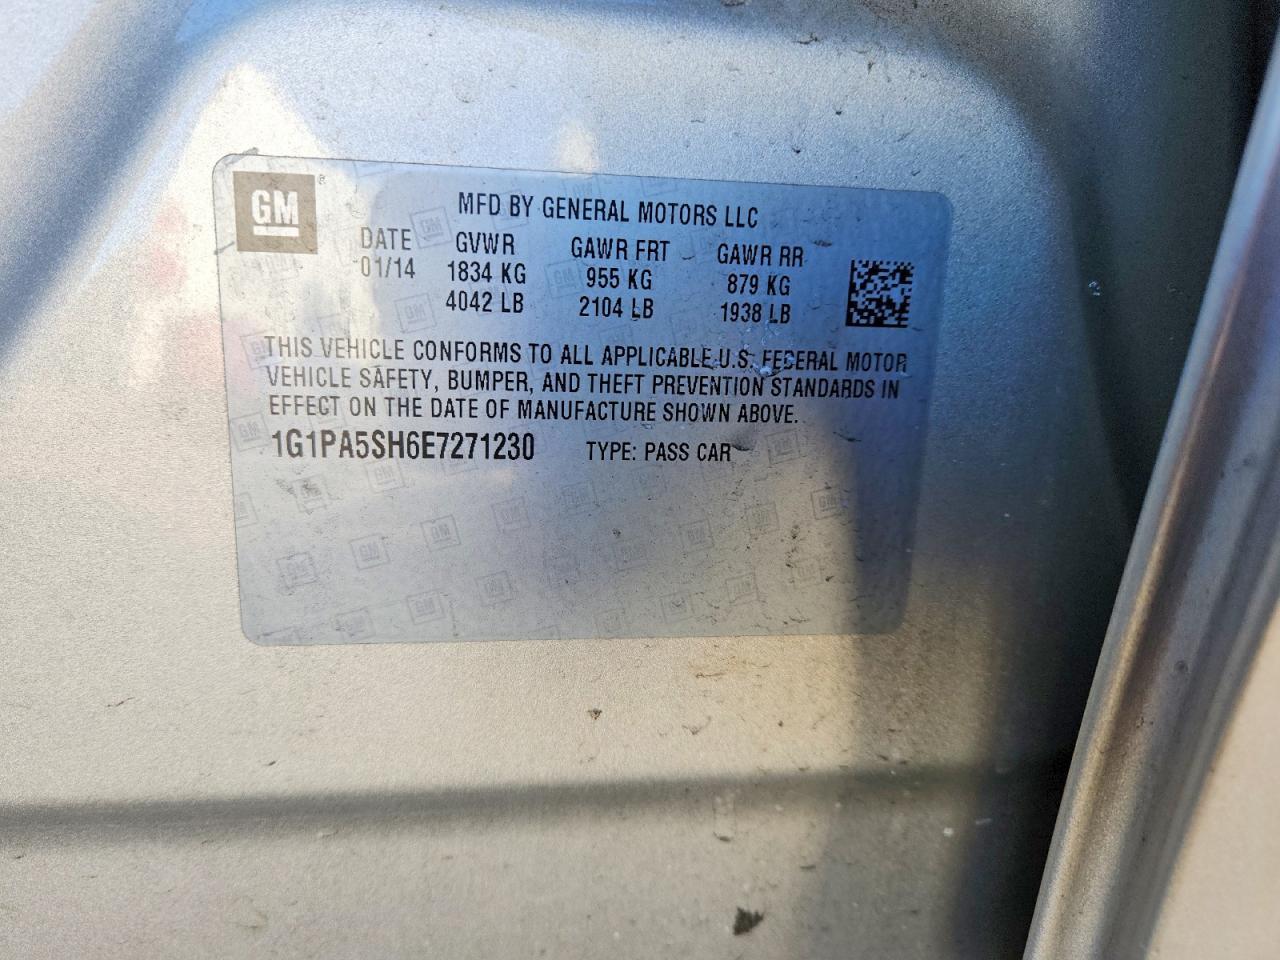 GM®
MFD BY GENERAL MOTORS LLC
DATE GVWR GAWR FRT GAWR RR
01/14 1834 KG 955 KG 879 KG
4042 LB 2104 LB 1938 LB
THIS VEHICLE CONFORMS TO ALL APPLICABLE U.S. FEDERAL MOTOR
VEHICLE SAFETY, BUMPER, AND THEFT PREVENTION STANDARDS IN
EFFECT ON THE DATE OF MANUFACTURE SHOWN ABOVE.
1G1PA5SH6E7271230 TYPE: PASS CAR